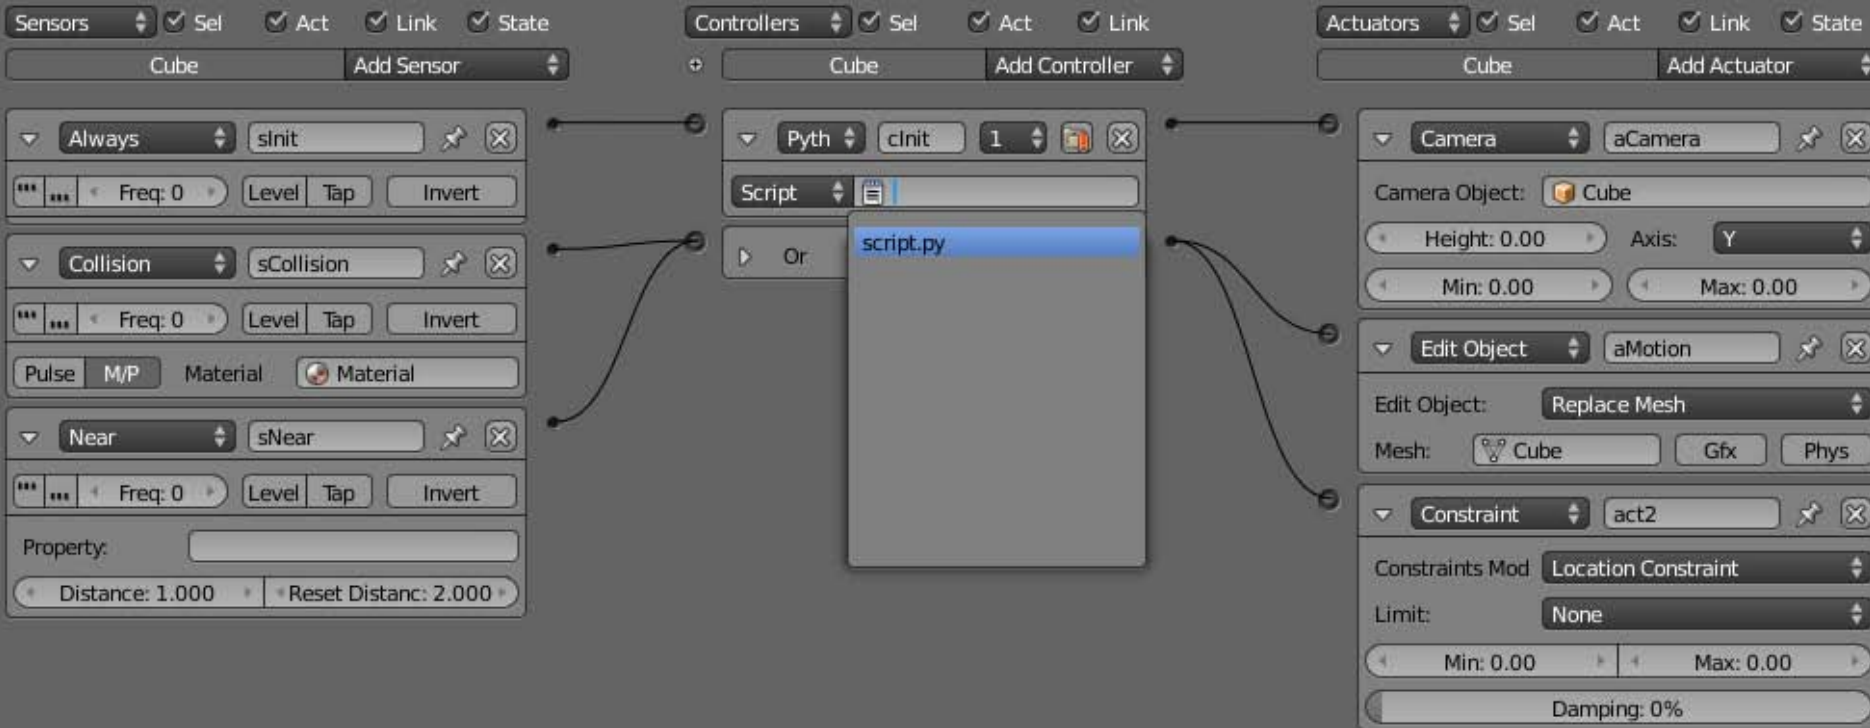 Sensors Sel Act Link State
Cube Add Sensor
Always sInit
Freq: 0 Level Tap Invert
Collision sCollision
Freq: 0 Level Tap Invert
Pulse M/P Material Material
Near sNear
Freq: 0 Level Tap Invert
Property:
Distance: 1.000 Reset Distanc: 2.000
Controllers Sel Act Link
Cube Add Controller
Pyth cInit 1
Script
script.py
Or
Actuators Sel Act Link State
Cube Add Actuator
Camera aCamera
Camera Object: Cube
Height: 0.00 Axis: Y
Min: 0.00 Max: 0.00
Edit Object aMotion
Edit Object: Replace Mesh
Mesh: Cube Gfx Phys
Constraint act2
Constraints Mod Location Constraint
Limit: None
Min: 0.00 Max: 0.00
Damping: 0%